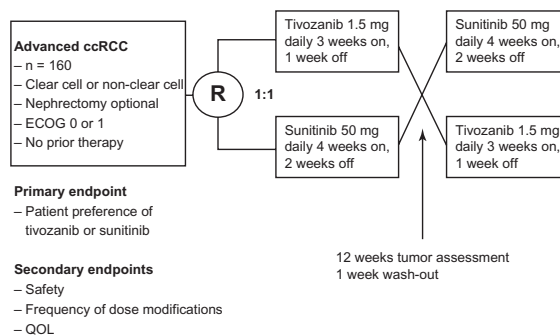 Advanced ccRCC
– n = 160
– Clear cell or non-clear cell
– Nephrectomy optional
– ECOG 0 or 1
– No prior therapy
R
1:1
Tivozanib 1.5 mg
daily 3 weeks on,
1 week off
Sunitinib 50 mg
daily 4 weeks on,
2 weeks off
Sunitinib 50 mg
daily 4 weeks on,
2 weeks off
Tivozanib 1.5 mg
daily 3 weeks on,
1 week off
12 weeks tumor assessment
1 week wash-out
Primary endpoint
– Patient preference of
tivozanib or sunitinib
Secondary endpoints
– Safety
– Frequency of dose modifications
– QOL